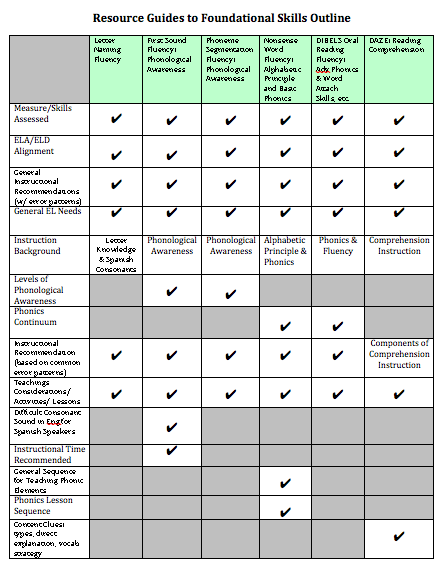 Resource Guides to Foundational Skills Outline
Letter
Naming
Fluency
First Sound
Fluency:
Phonological
Awareness
Phoneme
Segmentation
Fluency:
Phonological
Awareness
Nonsense
Word
Fluency:
Alphabetic
Principle
and Basic
Phonics
DIBELS Oral
Reading
Fluency:
Adv. Phonics
& Word
Attach
Skills, etc.
DAZE: Reading
Comprehension
Measure/Skills
Assessed
✔ ✔ ✔ ✔ ✔ ✔
ELA/ELD
Alignment
✔ ✔ ✔ ✔ ✔ ✔
General
Instructional
Recommendations
(w/ error patterns)
✔ ✔ ✔ ✔ ✔ ✔
General EL Needs
✔ ✔ ✔ ✔ ✔ ✔
Instruction
Background
Letter
Knowledge
& Spanish
Consonants
Phonological
Awareness
Phonological
Awareness
Alphabetic
Principle &
Phonics
Phonics &
Fluency
Comprehension
Instruction
Levels of
Phonological
Awareness
✔ ✔
Phonics
Continuum
✔ ✔
Instructional
Recommendation
(based on common
error patterns)
✔ ✔ ✔ ✔ ✔
Components of
Comprehension
Instruction
Teachings
Considerations/
Activities/ Lessons
✔ ✔ ✔ ✔ ✔ ✔
Difficult Consonant
Sound in Eng for
Spanish Speakers
✔
Instructional Time
Recommended
✔
General Sequence
for Teaching Phonic
Elements
✔
Phonics Lesson
Sequence
✔
Content Clues:
types, direct
explanation, vocab
strategy
✔